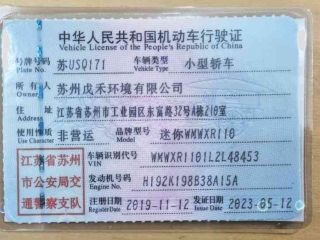 中华人民共和国机动车行驶证
Vehicle License of the People's Republic of China
号牌号码 苏USQ171 车辆类型 小型轿车
Plate No. Vehicle Type
所有人 苏州戊禾环境有限公司
Owner
住址 江苏省苏州市工业园区东富路32号A幢210室
Address
使用性质 非营运 品牌型号 迷你WMWXR110
Use Character Model
江苏省苏州市公安局交通警察支队
车辆识别代号 WMWXR1101L2L48453
VIN
发动机号码 H192K198B38A15A
Engine No.
注册日期 2019-11-12 发证日期 2023-05-12
Register Date Issue Date